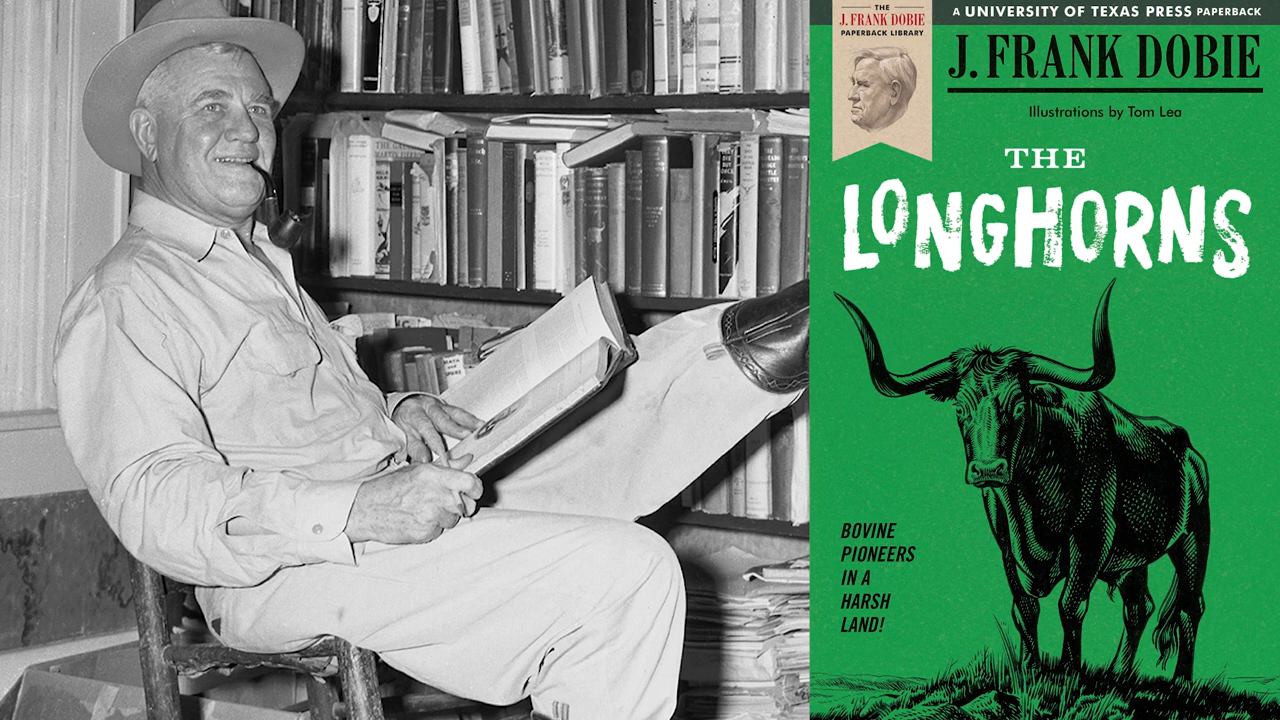 THE
J. FRANK DOBIE
PAPERBACK LIBRARY
A UNIVERSITY OF TEXAS PRESS PAPERBACK
J. FRANK DOBIE
Illustrations by Tom Lea
THE
LONGHORNS
BOVINE
PIONEERS
IN A
HARSH
LAND!